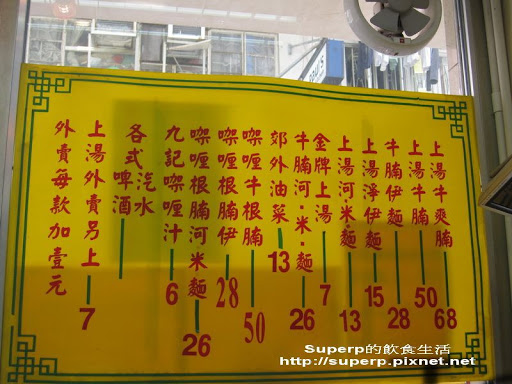 上湯牛爽腩 68
上湯牛腩 50
牛腩伊麵 28
上湯淨伊麵 15
上湯河·米·麵 13
金牌上湯 7
牛腩河·米·麵 26
郊外油菜 13
咖喱牛根腩 50
咖喱根腩伊 28
咖喱根腩河米麵 26
九記咖喱汁 6
各式汽水
啤酒
上湯外賣另上 7
外賣每款加壹元
Superp的飲食生活
http://superp.pixnet.net